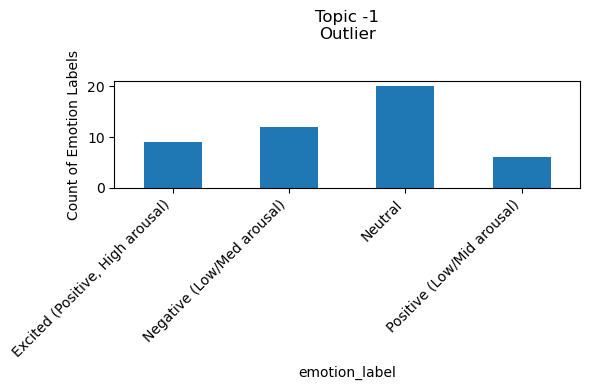 Topic -1
Outlier
Count of Emotion Labels
20
10
0
Excited (Positive, High arousal)
Negative (Low/Med arousal)
Neutral
Positive (Low/Mid arousal)
emotion_label